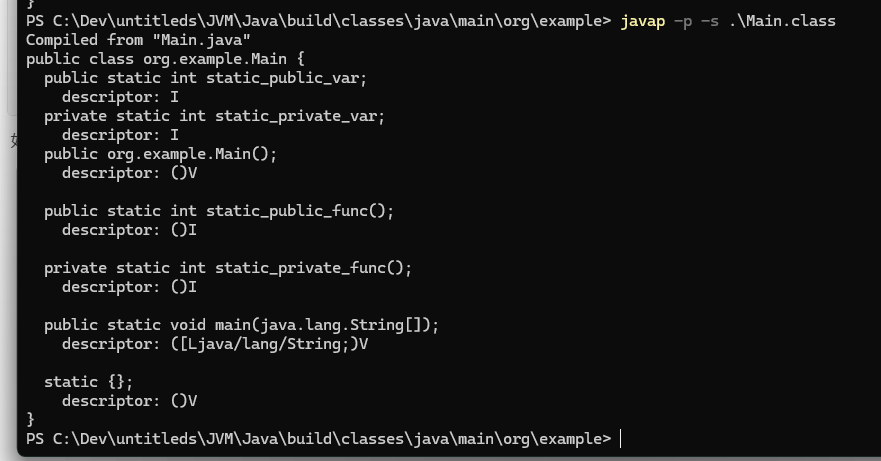 }
PS C:\Dev\untitleds\JVM\Java\build\classes\java\main\org\example> javap -p -s .\Main.class
Compiled from "Main.java"
public class org.example.Main {
  public static int static_public_var;
    descriptor: I
  private static int static_private_var;
    descriptor: I
  public org.example.Main();
    descriptor: ()V

  public static int static_public_func();
    descriptor: ()I

  private static int static_private_func();
    descriptor: ()I

  public static void main(java.lang.String[]);
    descriptor: ([Ljava/lang/String;)V

  static {};
    descriptor: ()V
}
PS C:\Dev\untitleds\JVM\Java\build\classes\java\main\org\example>